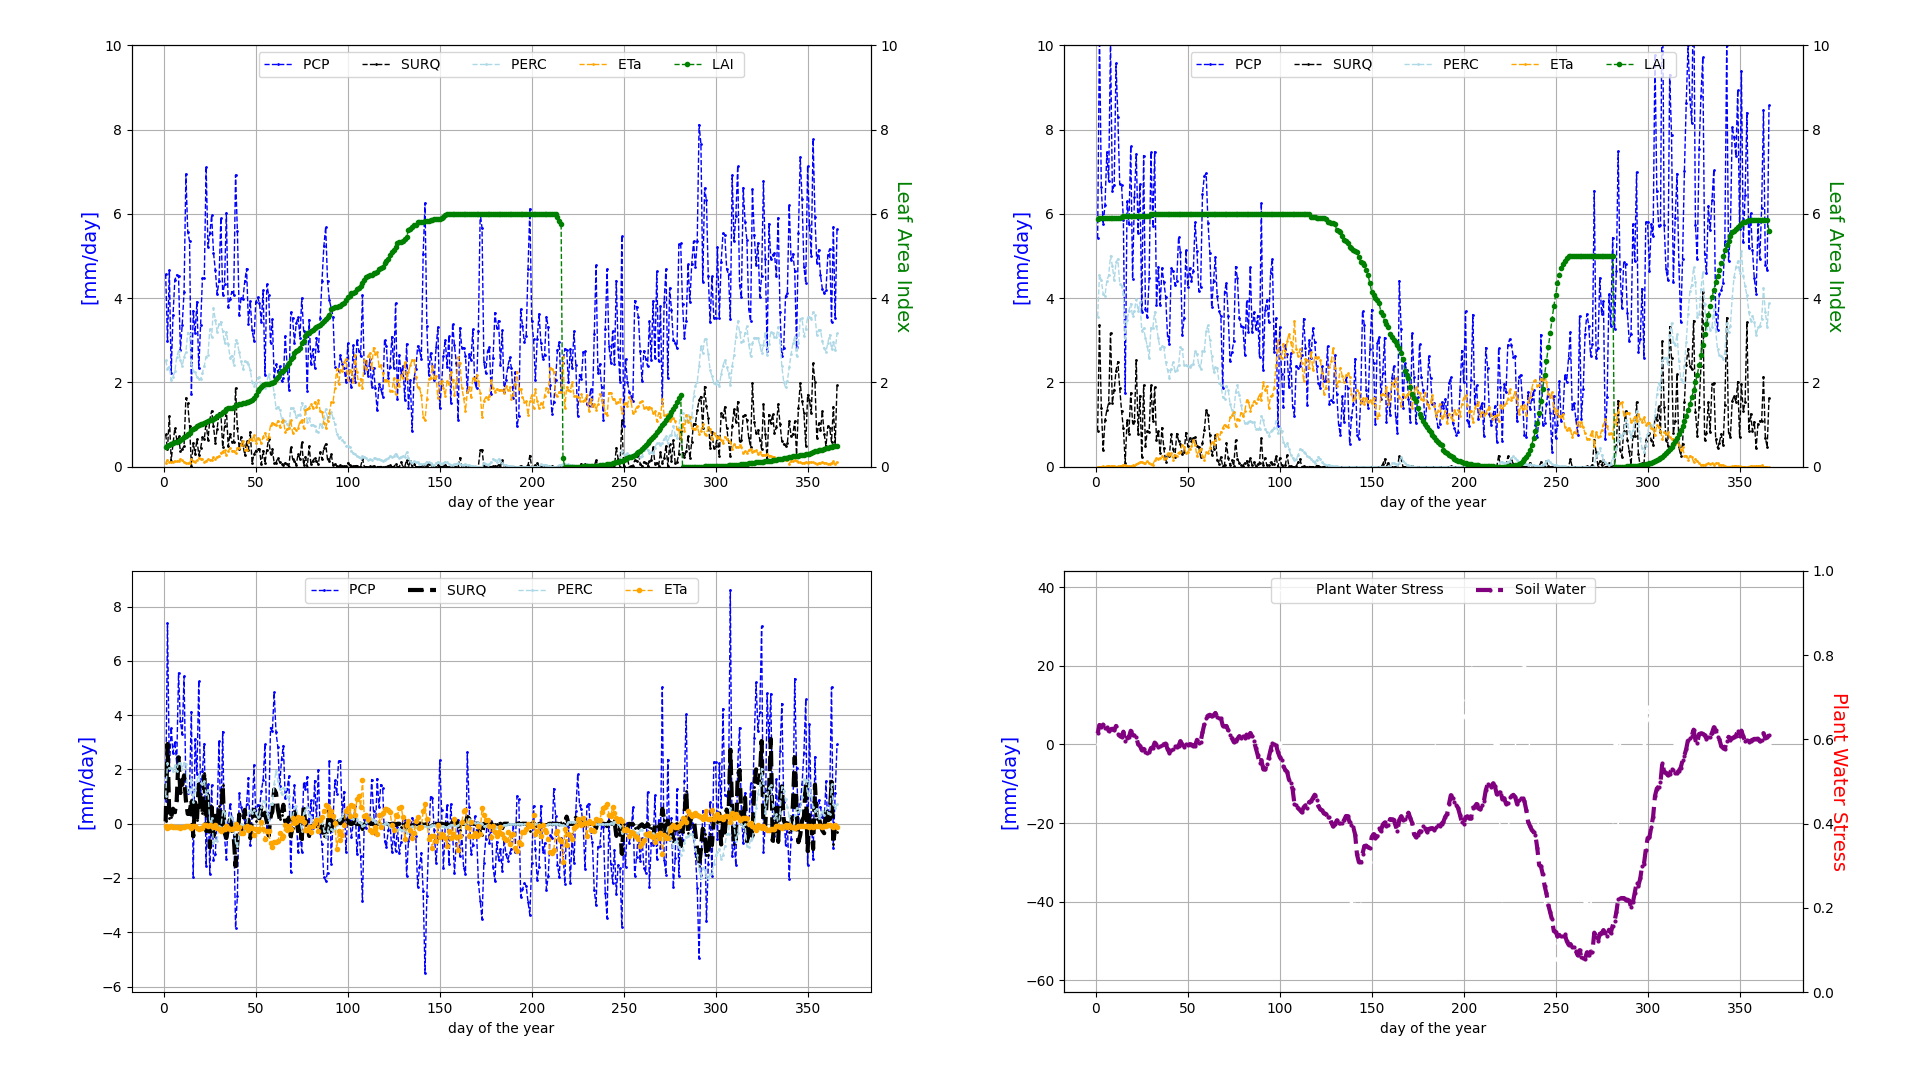 PCP SURQ PERC ETa LAI
10
8
6
4
2
0
10
8
6
4
2
0
[mm/day]
Leaf Area Index
0 50 100 150 200 250 300 350
day of the year
PCP SURQ PERC ETa LAI
10
8
6
4
2
0
10
8
6
4
2
0
[mm/day]
Leaf Area Index
0 50 100 150 200 250 300 350
day of the year
PCP SURQ PERC ETa
8
6
4
2
0
−2
−4
−6
[mm/day]
0 50 100 150 200 250 300 350
day of the year
Plant Water Stress Soil Water
40
20
0
−20
−40
−60
1.0
0.8
0.6
0.4
0.2
0.0
[mm/day]
Plant Water Stress
0 50 100 150 200 250 300 350
day of the year